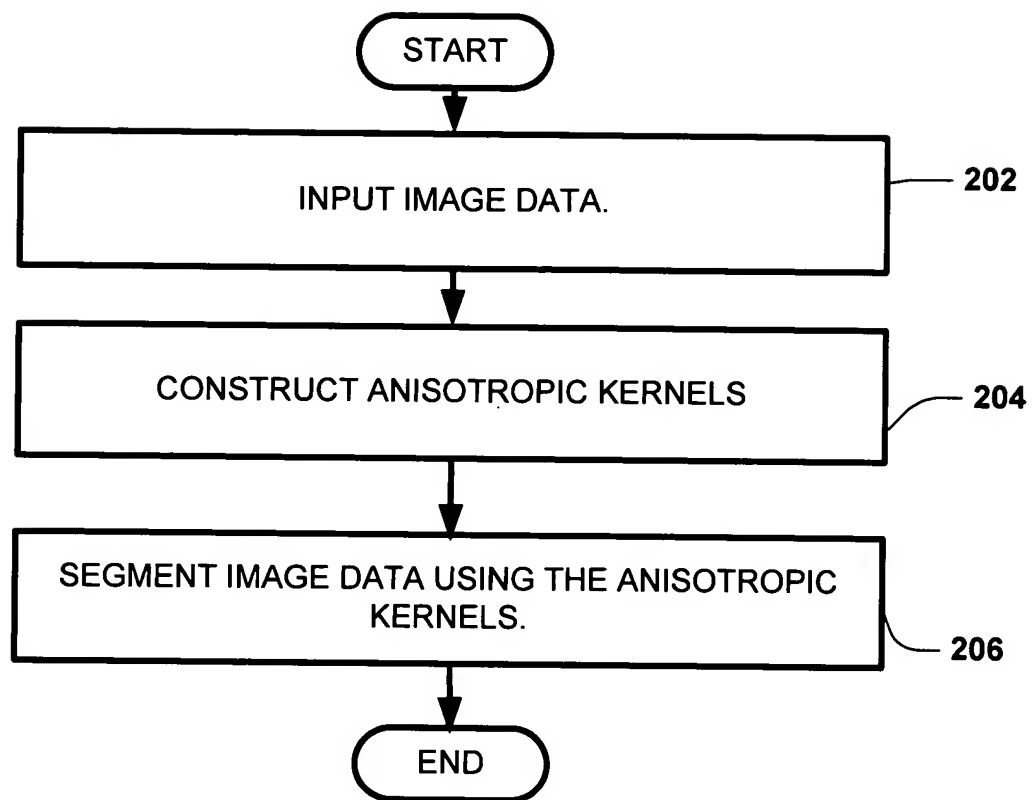 START
INPUT IMAGE DATA.
202
CONSTRUCT ANISOTROPIC KERNELS
204
SEGMENT IMAGE DATA USING THE ANISOTROPIC
KERNELS.
206
END